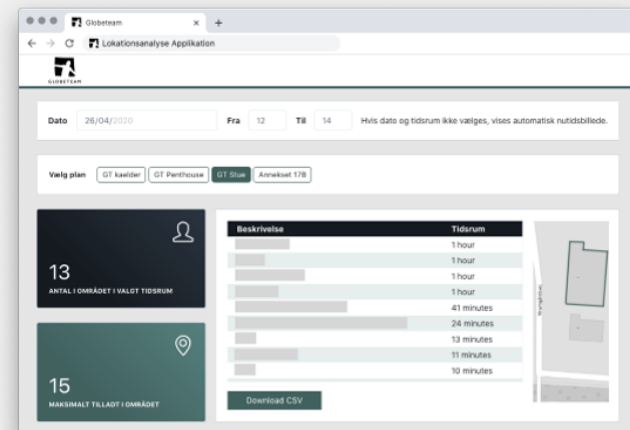 Globeteam
Lokationsanalyse Applikation
GLOBETEAM
Dato 26/04/2020 Fra 12 Til 14 Hvis dato og tidsrum ikke vælges, vises automatisk nutidsbillede.
Vælg plan GT kaelder GT Penthouse GT Stue Annekset 17B
13
ANTAL I OMRÅDET I VALGT TIDSRUM
15
MAKSIMALT TILLADT I OMRÅDET
Beskrivelse Tidsrum
1 hour
1 hour
1 hour
1 hour
41 minutes
24 minutes
13 minutes
11 minutes
10 minutes
Download CSV